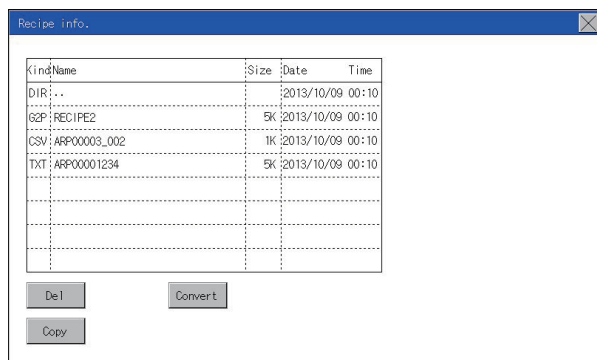 Recipe info.
Kind Name Size Date Time
DIR .. 2013/10/09 00:10
G2P RECIPE2 5K 2013/10/09 00:10
CSV ARP00003_002 1K 2013/10/09 00:10
TXT ARP00001234 5K 2013/10/09 00:10
Del Convert
Copy